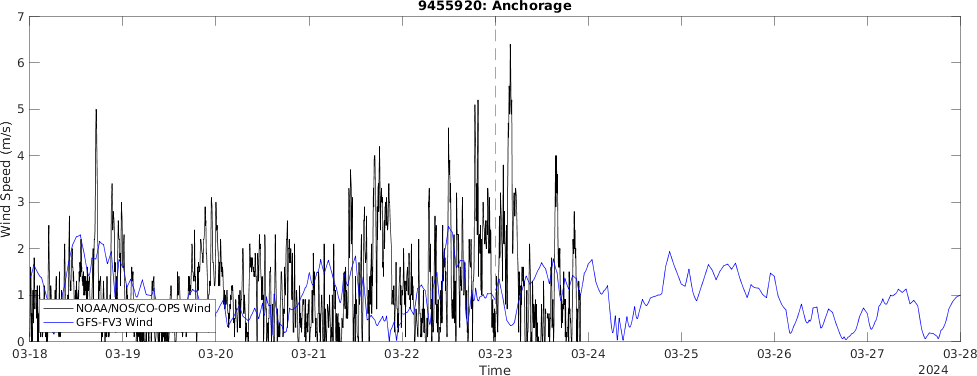 9455920: Anchorage
Wind Speed (m/s)
7
6
5
4
3
2
1
0
NOAA/NOS/CO-OPS Wind
GFS-FV3 Wind
03-18 03-19 03-20 03-21 03-22 03-23 03-24 03-25 03-26 03-27 03-28
Time
2024